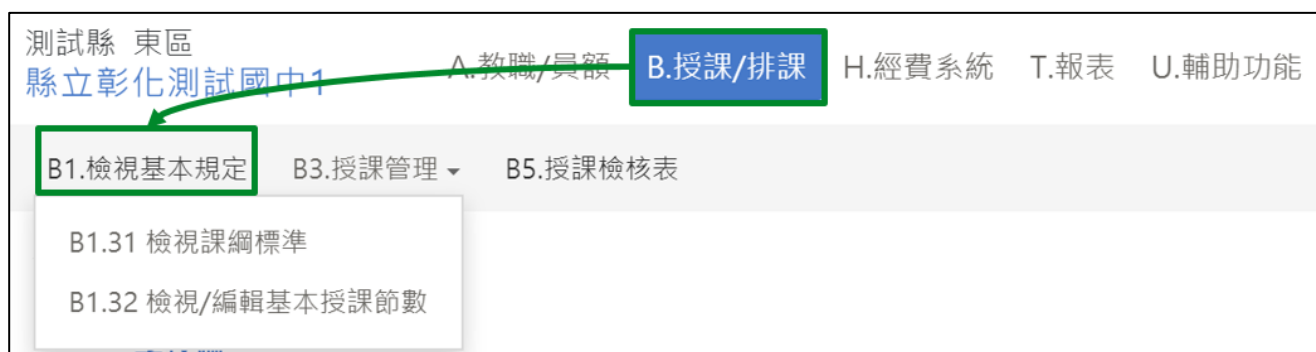 測試縣 東區
縣立彰化測試國中1
A.教職/員額 B.授課/排課 H.經費系統 T.報表 U.輔助功能
B1.檢視基本規定 B3.授課管理 B5.授課檢核表
B1.31 檢視課綱標準
B1.32 檢視/編輯基本授課節數